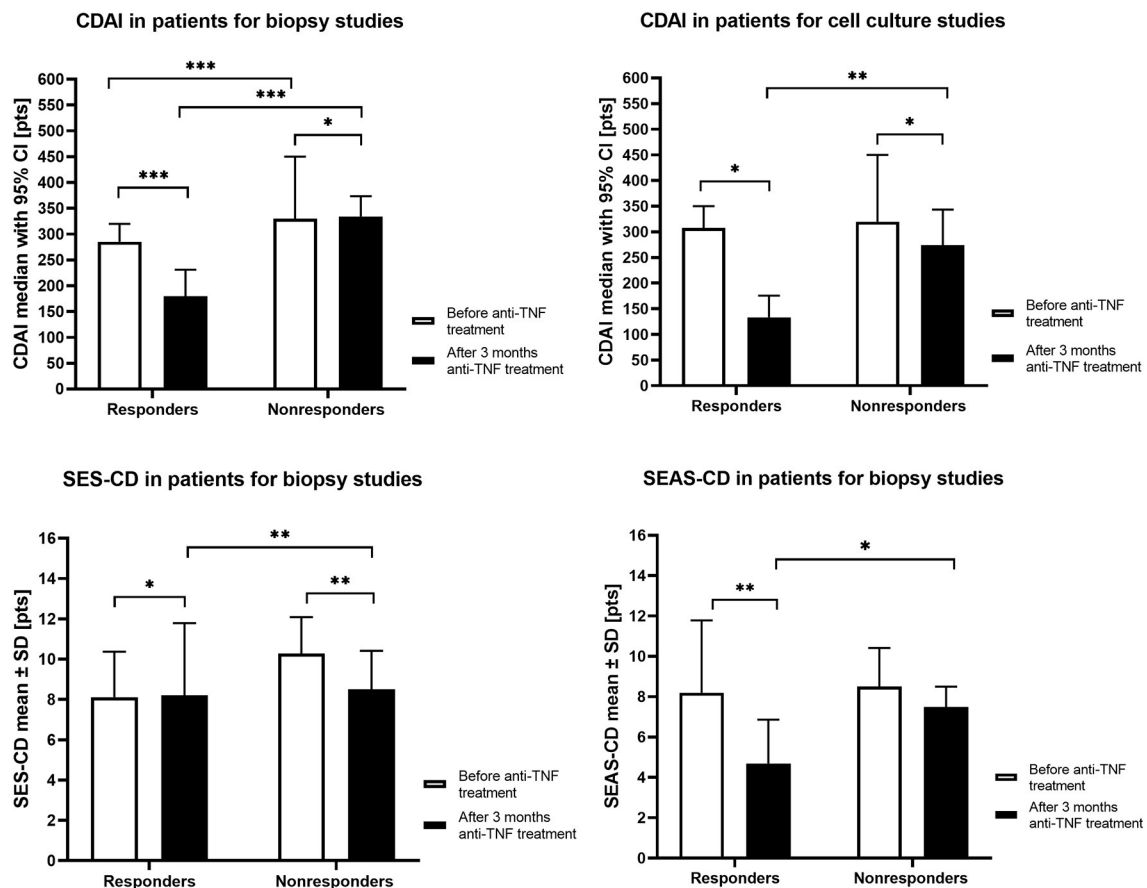 CDAI in patients for biopsy studies
CDAI median with 95% CI [pts]
600
550
500
450
400
350
300
250
200
150
100
50
0
***
***
*
***
Responders
Nonresponders
Before anti-TNF
treatment
After 3 months
anti-TNF treatment
CDAI in patients for cell culture studies
CDAI median with 95% CI [pts]
600
550
500
450
400
350
300
250
200
150
100
50
0
**
*
*
Responders
Nonresponders
Before anti-TNF
treatment
After 3 months
anti-TNF treatment
SES-CD in patients for biopsy studies
SES-CD mean ± SD [pts]
16
14
12
10
8
6
4
2
0
**
*
**
Responders
Nonresponders
Before anti-TNF
treatment
After 3 months
anti-TNF treatment
SEAS-CD in patients for biopsy studies
SEAS-CD mean ± SD [pts]
16
14
12
10
8
6
4
2
0
*
**
Responders
Nonresponders
Before anti-TNF
treatment
After 3 months
anti-TNF treatment